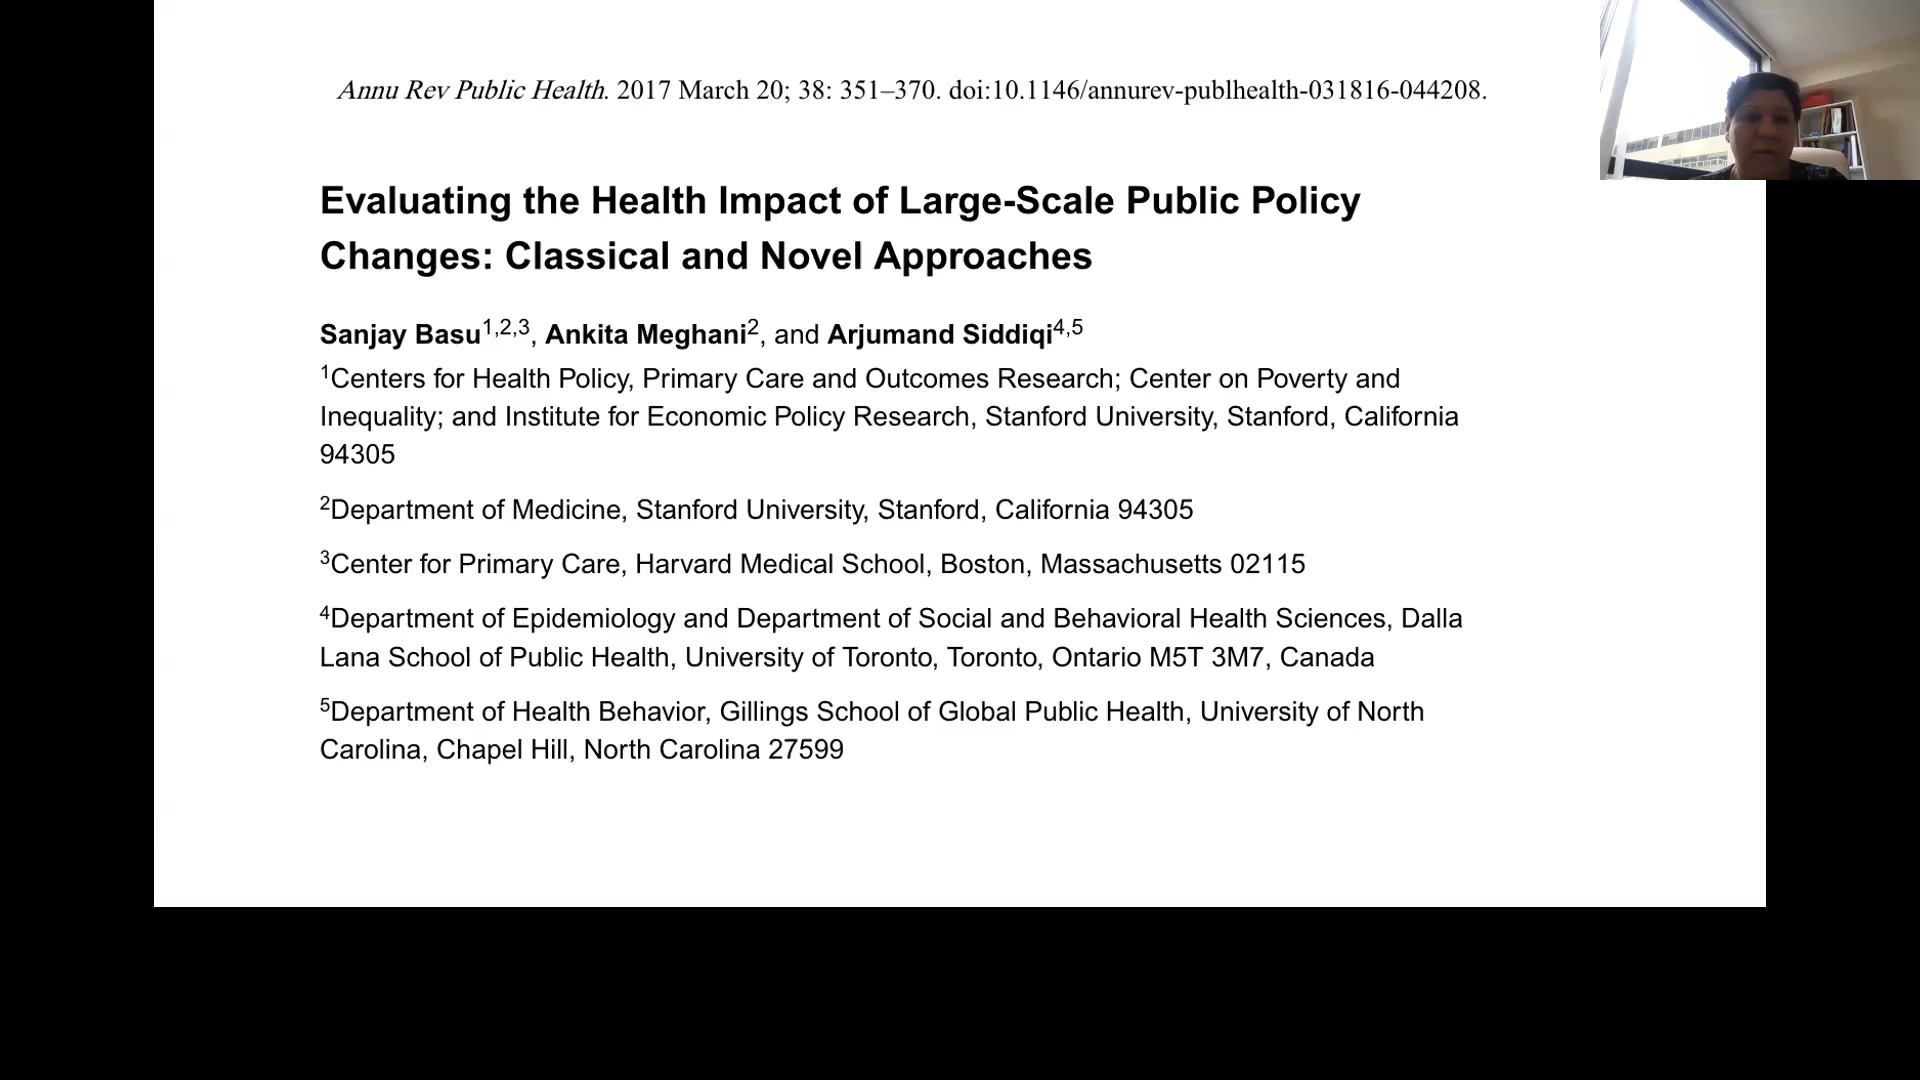 Annu Rev Public Health. 2017 March 20; 38: 351–370. doi:10.1146/annurev-publhealth-031816-044208.
Evaluating the Health Impact of Large-Scale Public Policy
Changes: Classical and Novel Approaches
Sanjay Basu1,2,3, Ankita Meghani2, and Arjumand Siddiqi4,5
1Centers for Health Policy, Primary Care and Outcomes Research; Center on Poverty and
Inequality; and Institute for Economic Policy Research, Stanford University, Stanford, California
94305
2Department of Medicine, Stanford University, Stanford, California 94305
3Center for Primary Care, Harvard Medical School, Boston, Massachusetts 02115
4Department of Epidemiology and Department of Social and Behavioral Health Sciences, Dalla
Lana School of Public Health, University of Toronto, Toronto, Ontario M5T 3M7, Canada
5Department of Health Behavior, Gillings School of Global Public Health, University of North
Carolina, Chapel Hill, North Carolina 27599